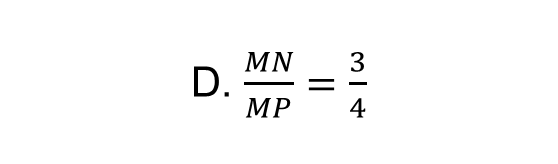 D. MN/MP = 3/4